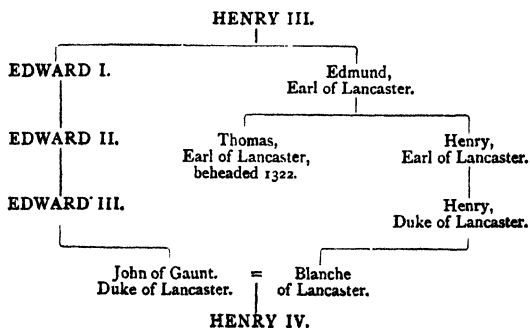 HENRY III.
EDWARD I.
Edmund,
Earl of Lancaster.
EDWARD II.
Thomas,
Earl of Lancaster,
beheaded 1322.
Henry,
Earl of Lancaster.
EDWARD III.
Henry,
Duke of Lancaster.
John of Gaunt.
Duke of Lancaster.
=
Blanche
of Lancaster.
HENRY IV.